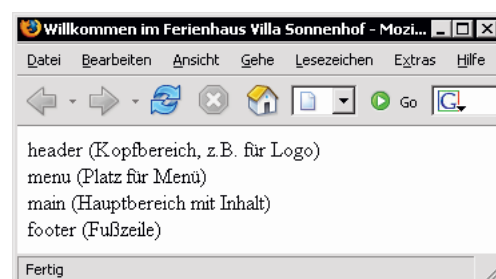 Willkommen im Ferienhaus Villa Sonnenhof - Mozi...
Datei Bearbeiten Ansicht Gehe Lesezeichen Extras Hilfe
Go G
header (Kopfbereich, z.B. für Logo)
menu (Platz für Menü)
main (Hauptbereich mit Inhalt)
footer (Fußzeile)
Fertig